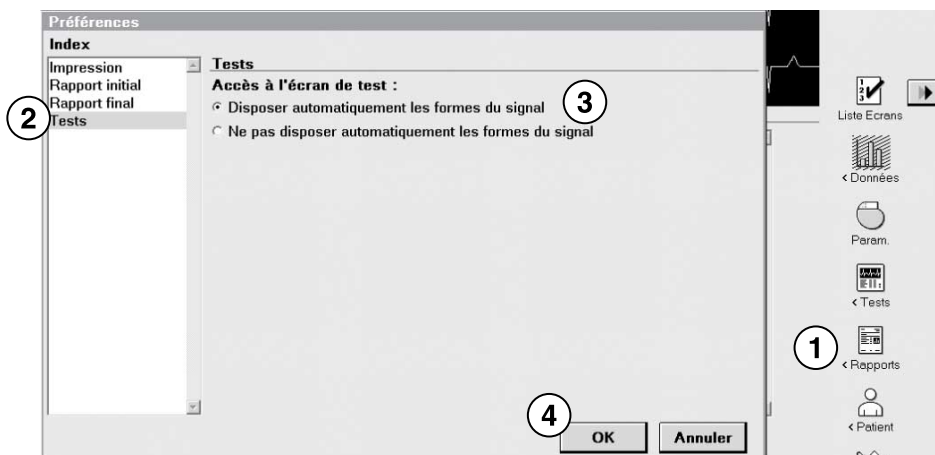 Préférences
Index
Impression
Rapport initial
Rapport final
Tests
2
Tests
Accès à l'écran de test :
Disposer automatiquement les formes du signal
3
Ne pas disposer automatiquement les formes du signal
4
OK
Annuler
Liste Ecrans
< Données
Param.
< Tests
1
< Rapports
< Patient